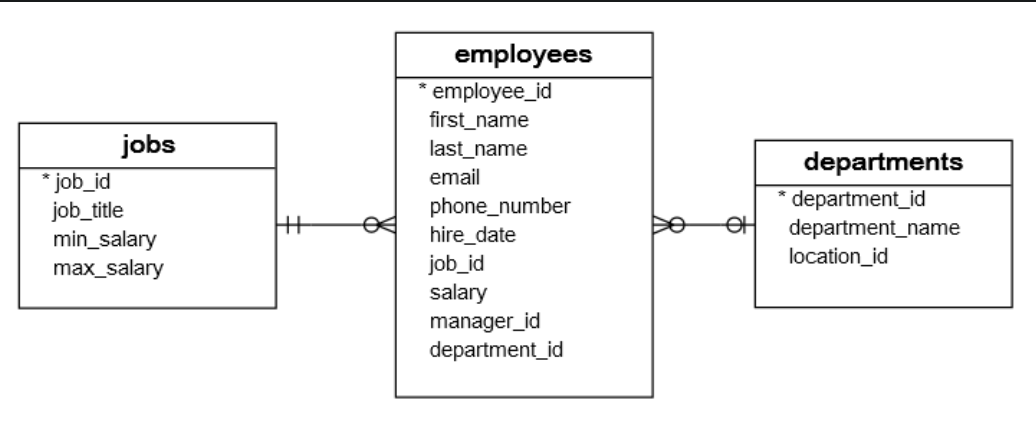 jobs
* job_id
job_title
min_salary
max_salary
employees
* employee_id
first_name
last_name
email
phone_number
hire_date
job_id
salary
manager_id
department_id
departments
* department_id
department_name
location_id